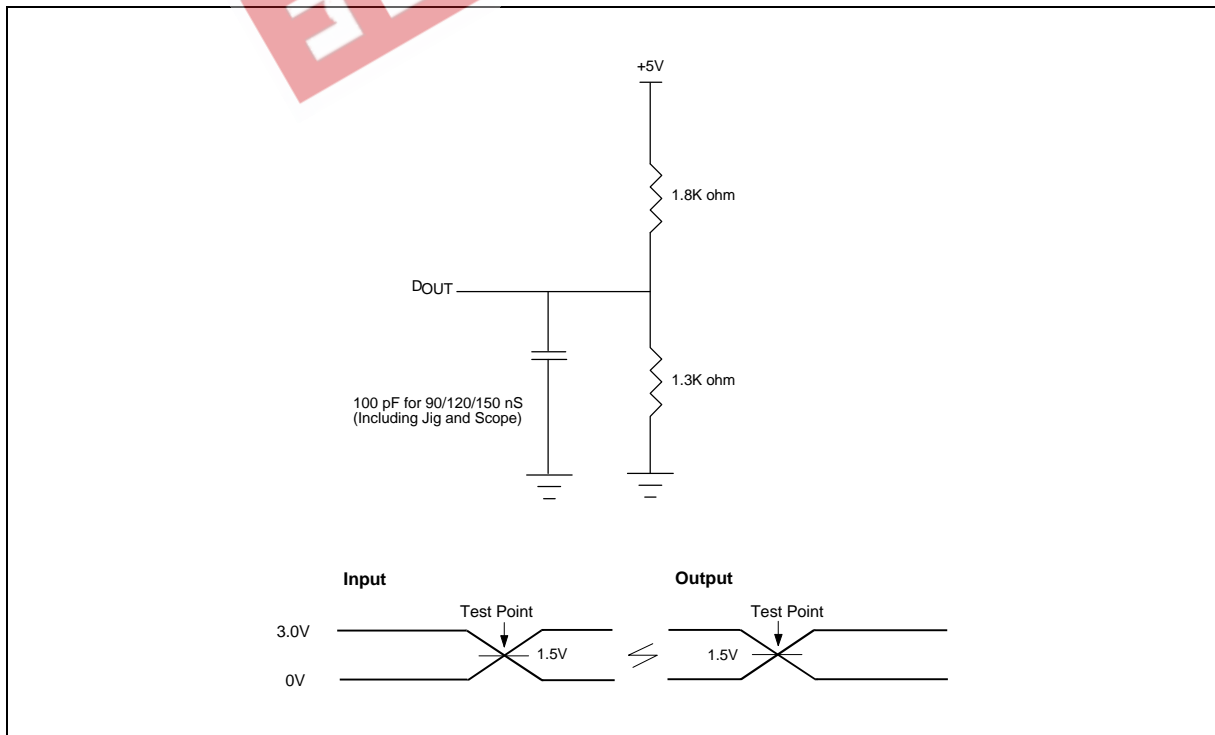 +5V
1.8K ohm
DOUT
1.3K ohm
100 pF for 90/120/150 nS
(Including Jig and Scope)
Input
Output
Test Point
Test Point
3.0V
1.5V
1.5V
0V